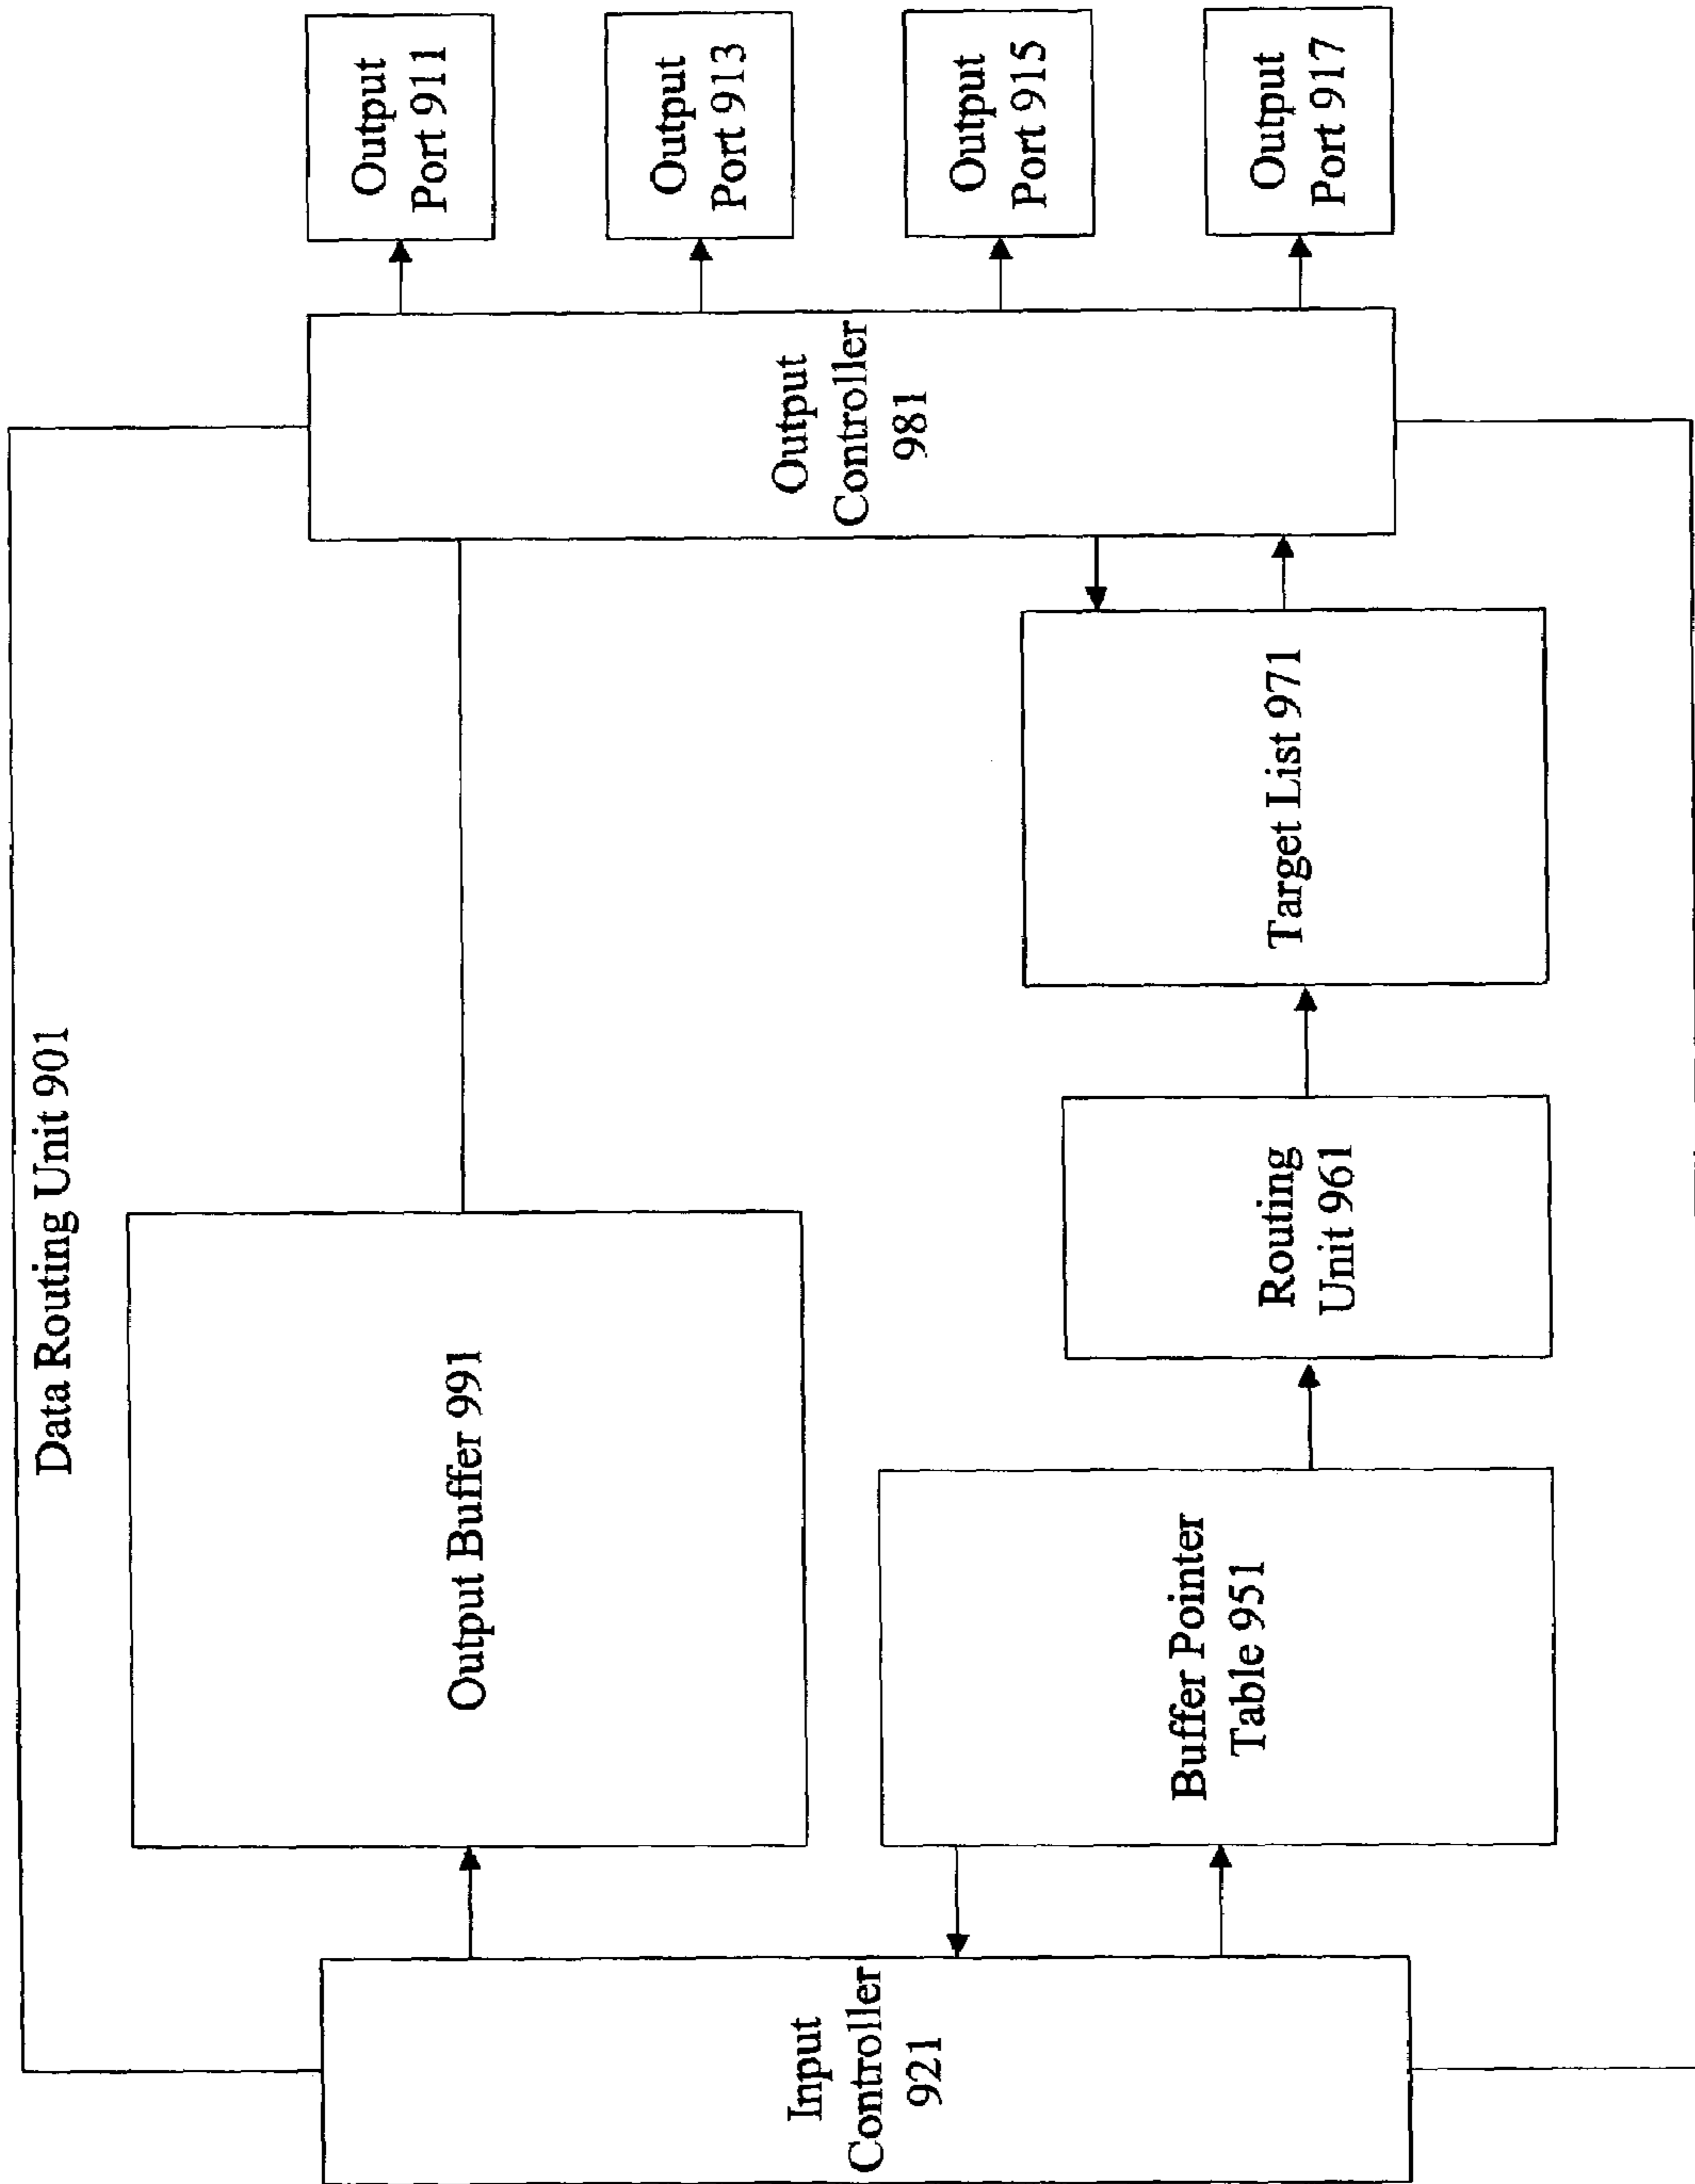 Data Routing Unit 901
Input
Controller
921
Output Buffer 991
Buffer Pointer
Table 951
Routing
Unit 961
Target List 971
Output
Controller
981
Output
Port 911
Output
Port 913
Output
Port 915
Output
Port 917